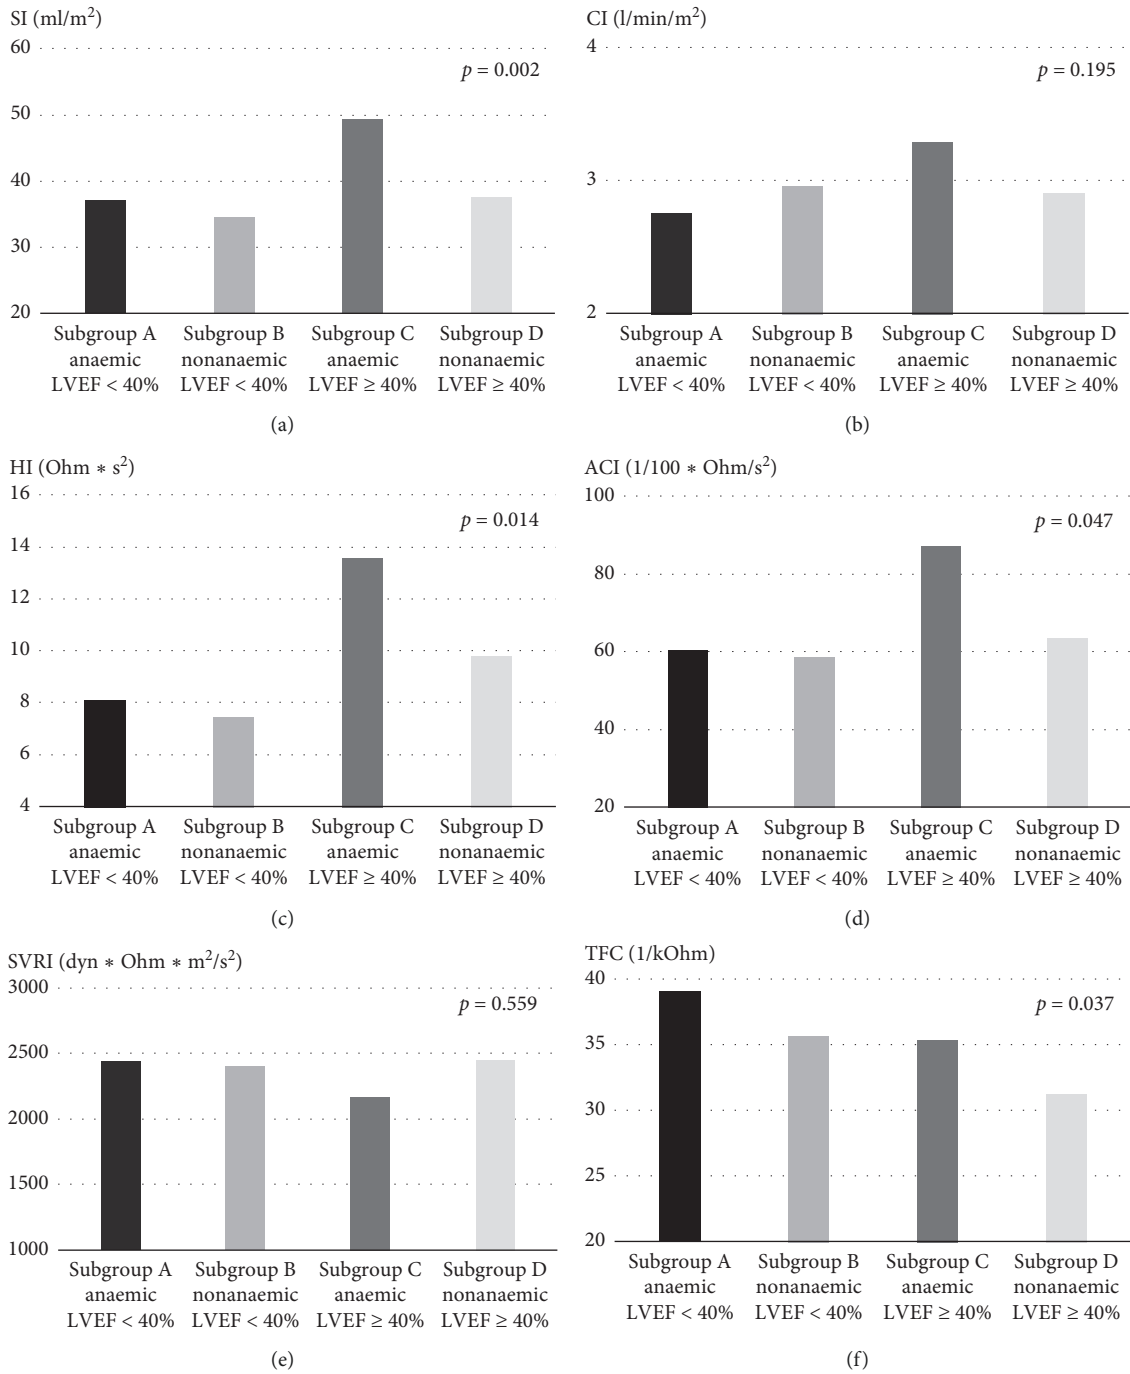 SI (ml/m²)
60
50
40
30
20
p = 0.002
Subgroup A
anaemic
LVEF < 40%
Subgroup B
nonanaemic
LVEF < 40%
Subgroup C
anaemic
LVEF ≥ 40%
Subgroup D
nonanaemic
LVEF ≥ 40%
(a)
CI (l/min/m²)
4
3
2
p = 0.195
Subgroup A
anaemic
LVEF < 40%
Subgroup B
nonanaemic
LVEF < 40%
Subgroup C
anaemic
LVEF ≥ 40%
Subgroup D
nonanaemic
LVEF ≥ 40%
(b)
HI (Ohm ∗ s²)
16
14
12
10
8
6
4
p = 0.014
Subgroup A
anaemic
LVEF < 40%
Subgroup B
nonanaemic
LVEF < 40%
Subgroup C
anaemic
LVEF ≥ 40%
Subgroup D
nonanaemic
LVEF ≥ 40%
(c)
ACI (1/100 ∗ Ohm/s²)
100
80
60
40
20
p = 0.047
Subgroup A
anaemic
LVEF < 40%
Subgroup B
nonanaemic
LVEF < 40%
Subgroup C
anaemic
LVEF ≥ 40%
Subgroup D
nonanaemic
LVEF ≥ 40%
(d)
SVRI (dyn ∗ Ohm ∗ m²/s²)
3000
2500
2000
1500
1000
p = 0.559
Subgroup A
anaemic
LVEF < 40%
Subgroup B
nonanaemic
LVEF < 40%
Subgroup C
anaemic
LVEF ≥ 40%
Subgroup D
nonanaemic
LVEF ≥ 40%
(e)
TFC (1/kOhm)
40
35
30
25
20
p = 0.037
Subgroup A
anaemic
LVEF < 40%
Subgroup B
nonanaemic
LVEF < 40%
Subgroup C
anaemic
LVEF ≥ 40%
Subgroup D
nonanaemic
LVEF ≥ 40%
(f)